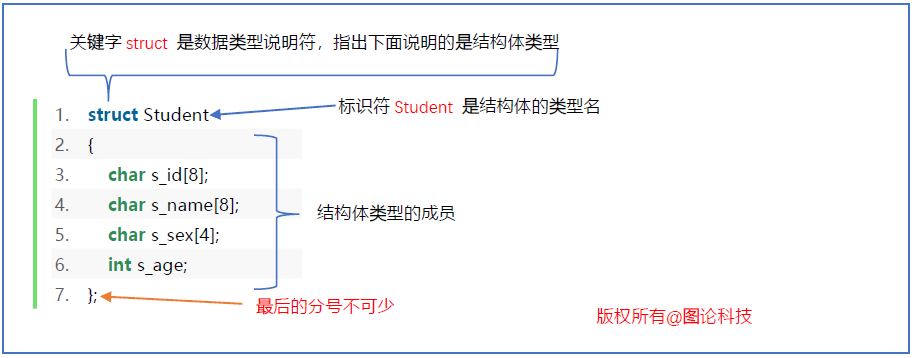 关键字 struct 是数据类型说明符，指出下面说明的是结构体类型
1. struct Student
标识符 Student 是结构体的类型名
2. {
3. char s_id[8];
4. char s_name[8];
结构体类型的成员
5. char s_sex[4];
6. int s_age;
7. };
最后的分号不可少
版权所有@图论科技